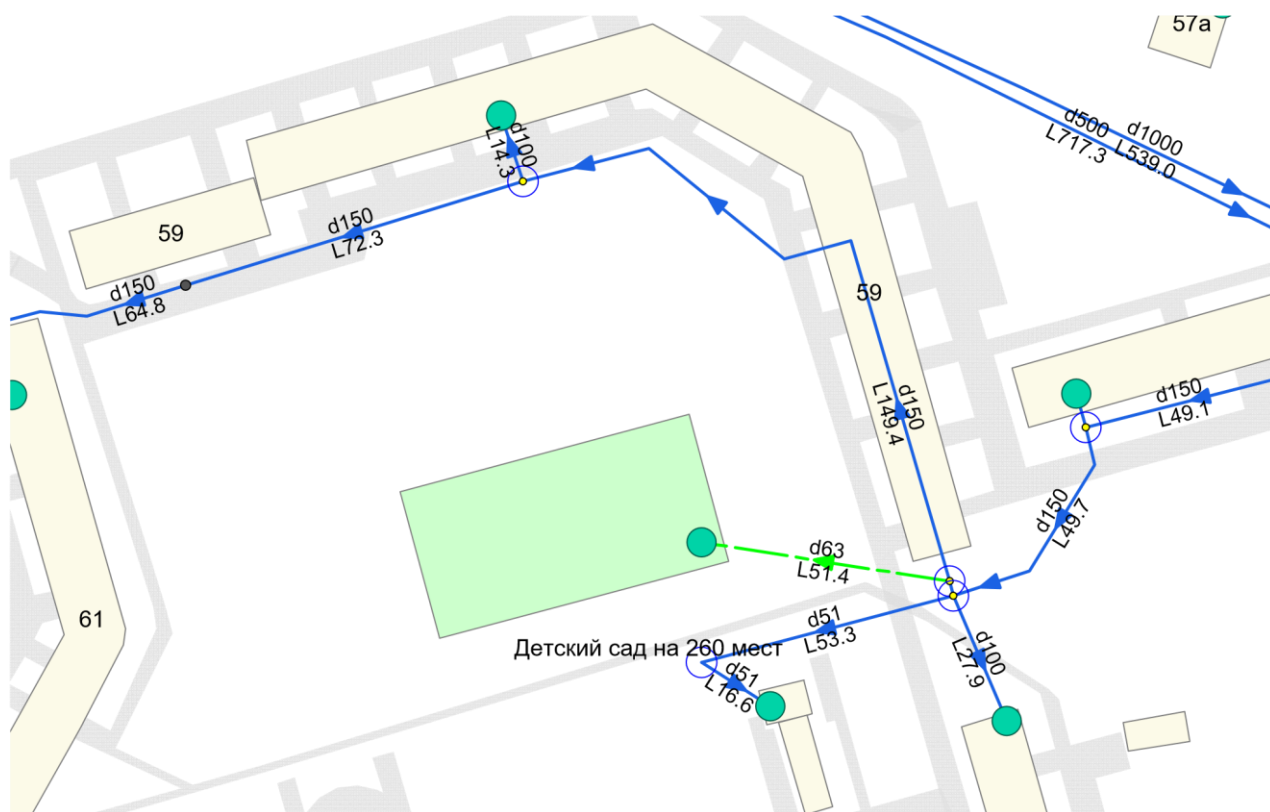 57а
d500
d1000
L717.3
L539.0
d100
L14.3
59
d150
L72.3
d150
L64.8
59
d150
L149.4
d150
L49.1
d150
L49.7
d63
L51.4
d51
L53.3
61
Детский сад на 260 мест
d51
L16.6
d100
L27.9